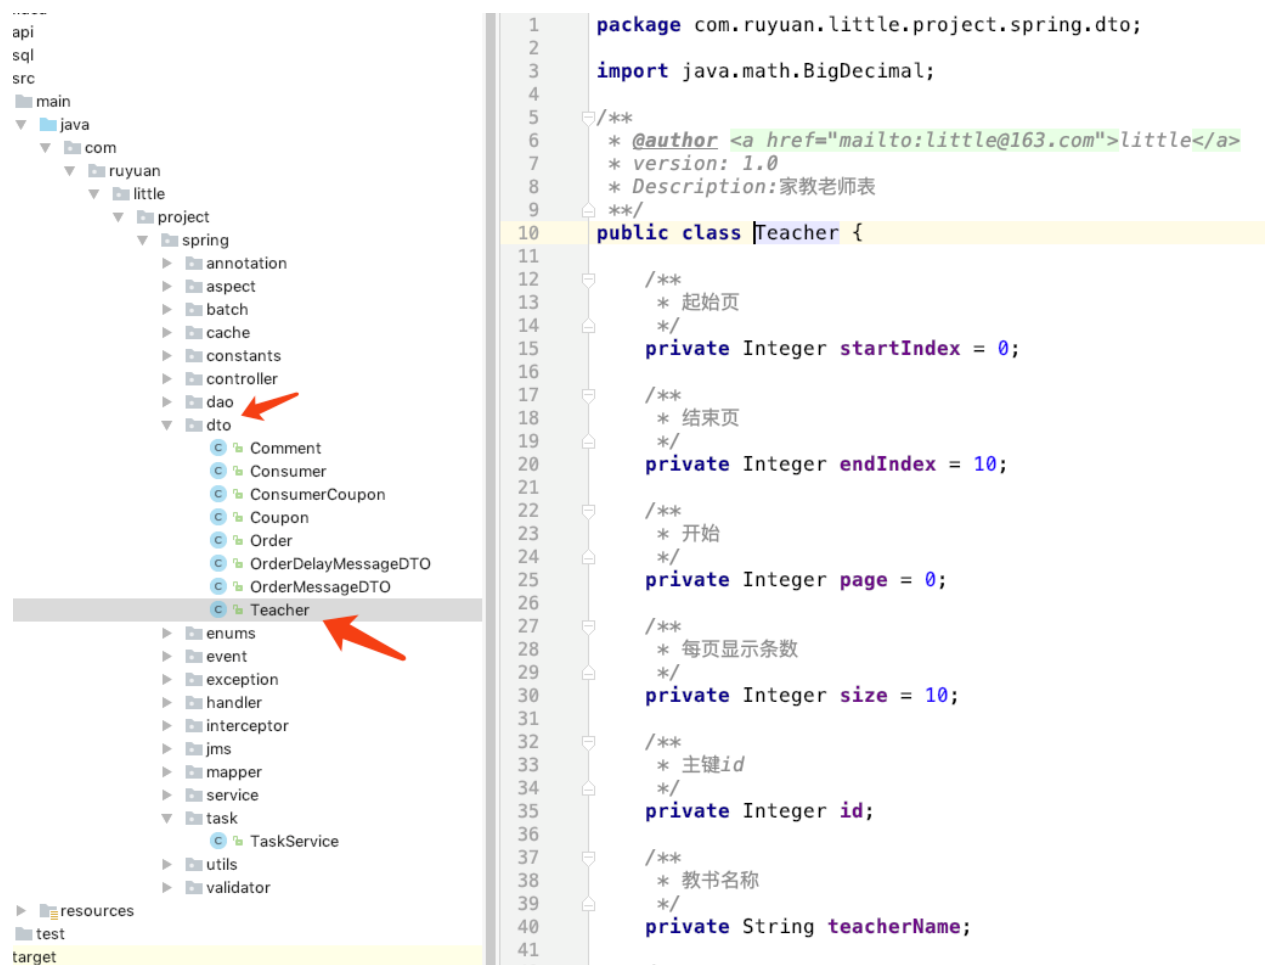 api
sql
src
main
java
com
ruyuan
little
project
spring
annotation
aspect
batch
cache
constants
controller
dao
dto
Comment
Consumer
ConsumerCoupon
Coupon
Order
OrderDelayMessageDTO
OrderMessageDTO
Teacher
enums
event
exception
handler
interceptor
jms
mapper
service
task
TaskService
utils
validator
resources
test
target
1 package com.ruyuan.little.project.spring.dto;
2
3 import java.math.BigDecimal;
4
5 /**
6 * @author <a href="mailto:little@163.com">little</a>
7 * version: 1.0
8 * Description:家教老师表
9 **/
10 public class Teacher {
11
12 /**
13 * 起始页
14 */
15 private Integer startIndex = 0;
16
17 /**
18 * 结束页
19 */
20 private Integer endIndex = 10;
21
22 /**
23 * 开始
24 */
25 private Integer page = 0;
26
27 /**
28 * 每页显示条数
29 */
30 private Integer size = 10;
31
32 /**
33 * 主键id
34 */
35 private Integer id;
36
37 /**
38 * 教书名称
39 */
40 private String teacherName;
41